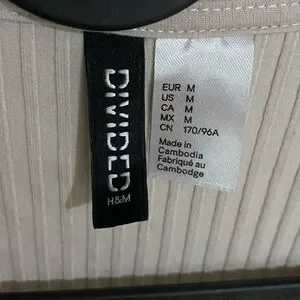 DIVIDED
H&M
EUR M
US M
CA M
MX M
CN 170/96A
Made in
Cambodia
Fabriqué au
Cambodge